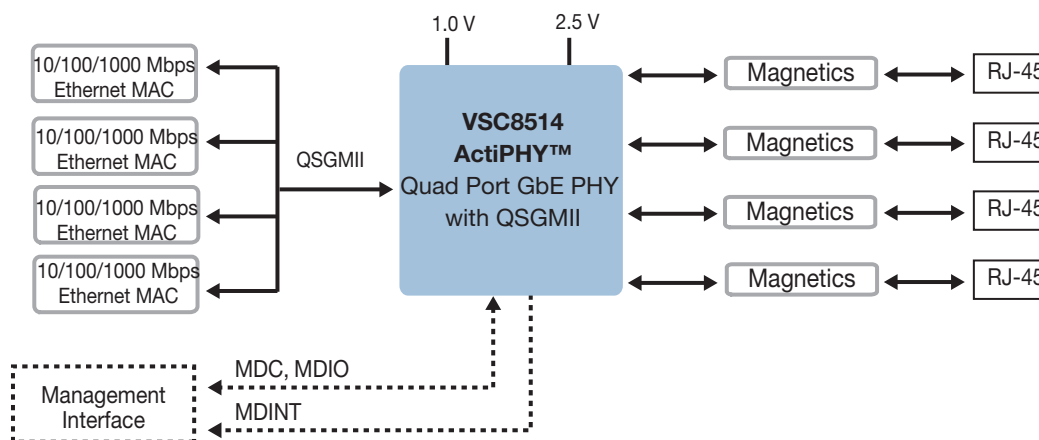 1.0 V
2.5 V
10/100/1000 Mbps
Ethernet MAC
10/100/1000 Mbps
Ethernet MAC
10/100/1000 Mbps
Ethernet MAC
10/100/1000 Mbps
Ethernet MAC
QSGMII
VSC8514
ActiPHY™
Quad Port GbE PHY
with QSGMII
Magnetics
RJ-45
Magnetics
RJ-45
Magnetics
RJ-45
Magnetics
RJ-45
MDC, MDIO
MDINT
Management
Interface